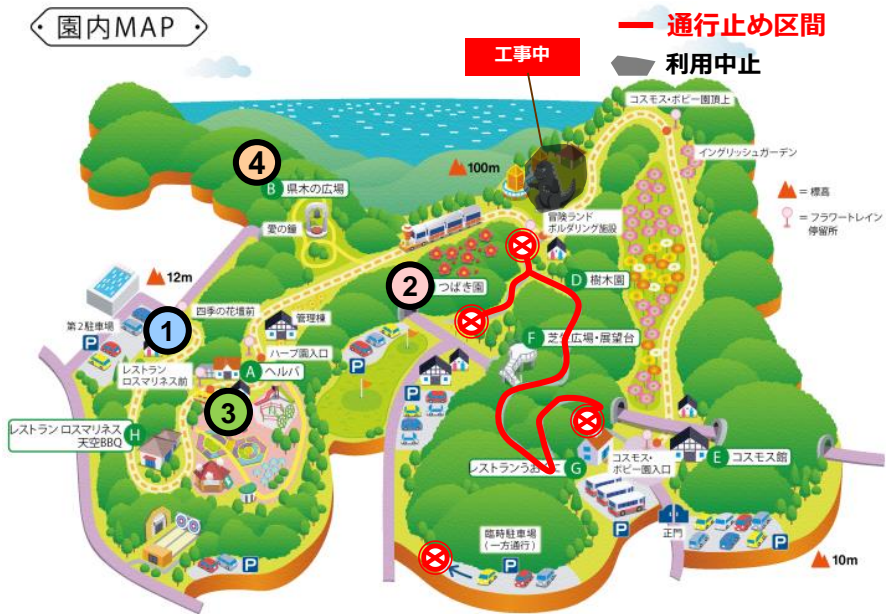 園内MAP
通行止め区間
工事中
利用中止
コスモス・ポピー園頂上
イングリッシュガーデン
4
100m
B 県木の広場
= 標高
= フラワートレイン
停留所
愛の鐘
冒険ランド
ボルダリング施設
12m
2
つばき園
D 樹木園
四季の花壇前
1
第2駐車場
管理棟
P
P
F 芝生広場・展望台
ハーブ園入口
レストラン
ロスマリネス前
A ヘルバ
P
3
P
レストラン ロスマリネス
天空BBQ
H
レストランうお
G
コスモス・
ポピー園入口
E コスモス館
臨時駐車場
(一方通行)
P
正門
P
10m
P